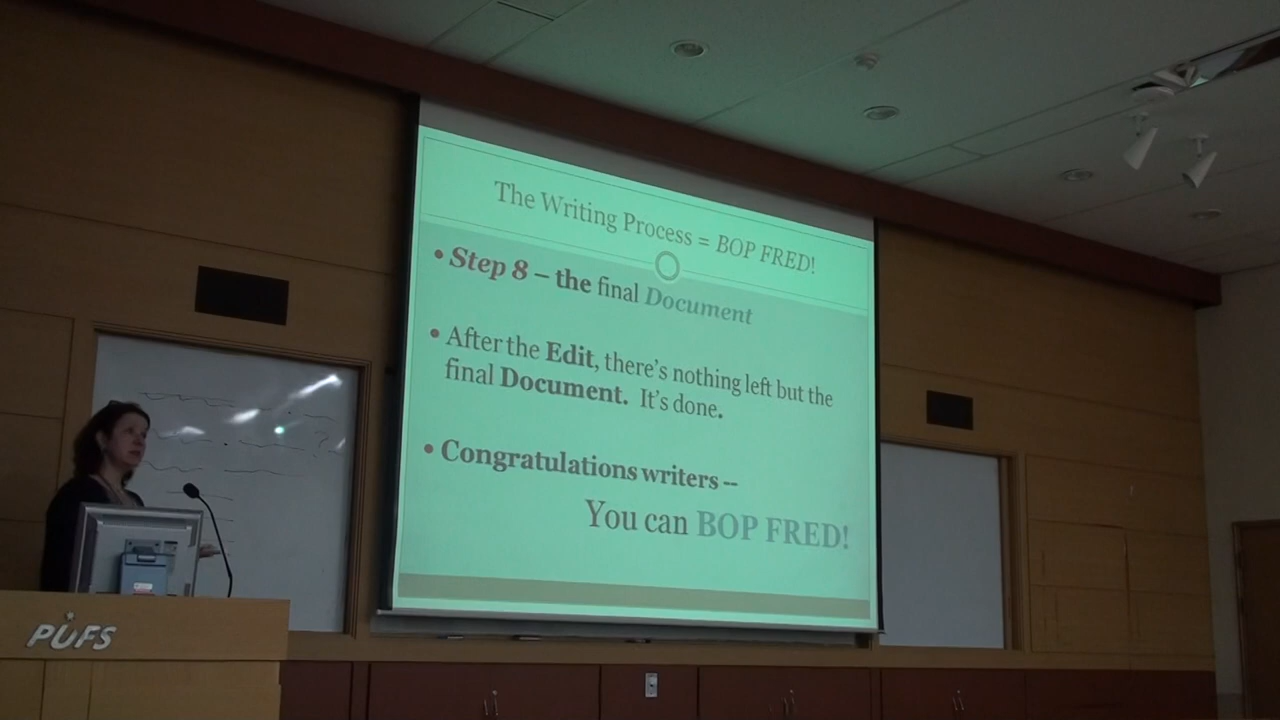 The Writing Process = BOP FRED!
• Step 8 – the final Document
• After the Edit, there's nothing left but the
final Document. It's done.
• Congratulations writers --
You can BOP FRED!
PUFS